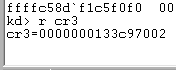 ffffc58d`f1c5f0f0  00
kd> r cr3
cr3=0000000133c97002